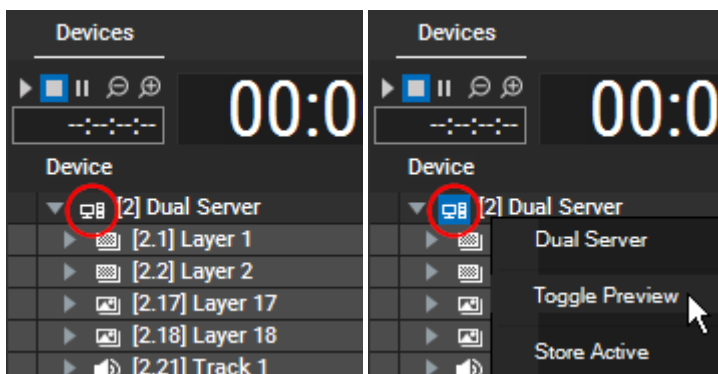 Devices
00:0
--:--:--:--
Device
[2] Dual Server
[2.1] Layer 1
[2.2] Layer 2
[2.17] Layer 17
[2.18] Layer 18
[2.21] Track 1
Devices
00:0
--:--:--:--
Device
[2] Dual Server
Dual Server
Toggle Preview
Store Active